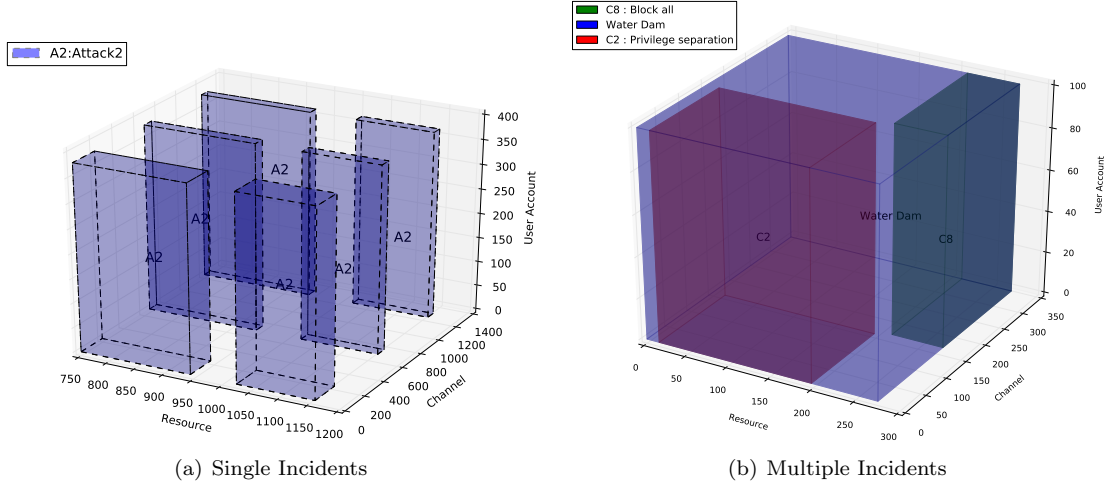 A2:Attack2
A2
A2
A2
A2
A2
A2
400
350
300
250
200
150
100
50
0
User Account
750 800 850 900 950 1000 1050 1100 1150 1200
Resource
0 200 400 600 800 1000 1200 1400
Channel
(a) Single Incidents
C8 : Block all
Water Dam
C2 : Privilege separation
C2
Water Dam
C8
100
80
60
40
20
0
User Account
0 50 100 150 200 250 300
Resource
0 50 100 150 200 250 300 350
Channel
(b) Multiple Incidents